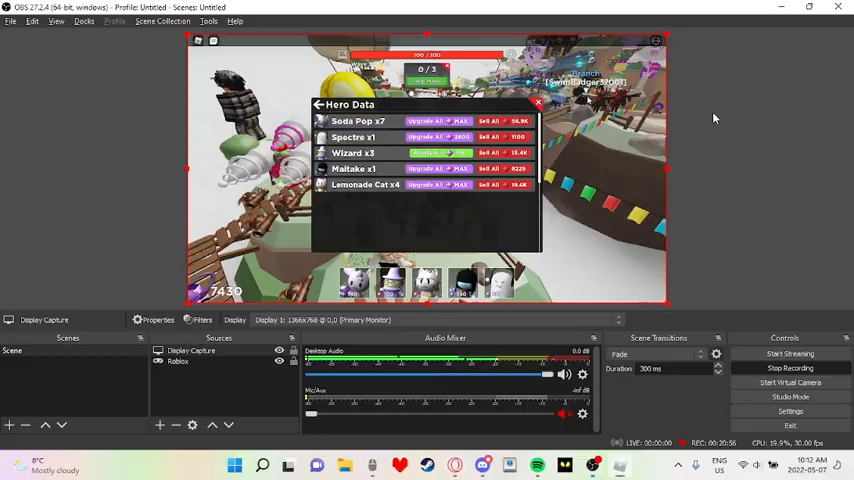 OBS 27.2.4 (64-bit, windows) - Profile: Untitled - Scenes: Untitled
File Edit View Docks Profile Scene Collection Tools Help
100 / 100
0 / 3
Branch
Hero Data
Soda Pop x7 Upgrade All MAX Sell All 56.9K
Spectre x1 Upgrade All 3800 Sell All 1100
Wizard x3 Sell All 13.4K
Maitake x1 Upgrade All MAX Sell All 8225
Lemonade Cat x4 Upgrade All MAX Sell All 19.6K
7430
Display Capture Properties Filters Display Display 1: 1366x768 @ 0,0 (Primary Monitor)
Scenes Sources Audio Mixer Scene Transitions Controls
Scene
Display Capture
Roblox
Desktop Audio 0.0 dB
Mic/Aux -inf dB
Fade
Duration 300 ms
Start Streaming
Stop Recording
Start Virtual Camera
Studio Mode
Settings
Exit
LIVE: 00:00:00 REC: 00:20:56 CPU: 19.9%, 30.00 fps
8°C
Mostly cloudy
ENG
US
10:12 AM
2022-05-07